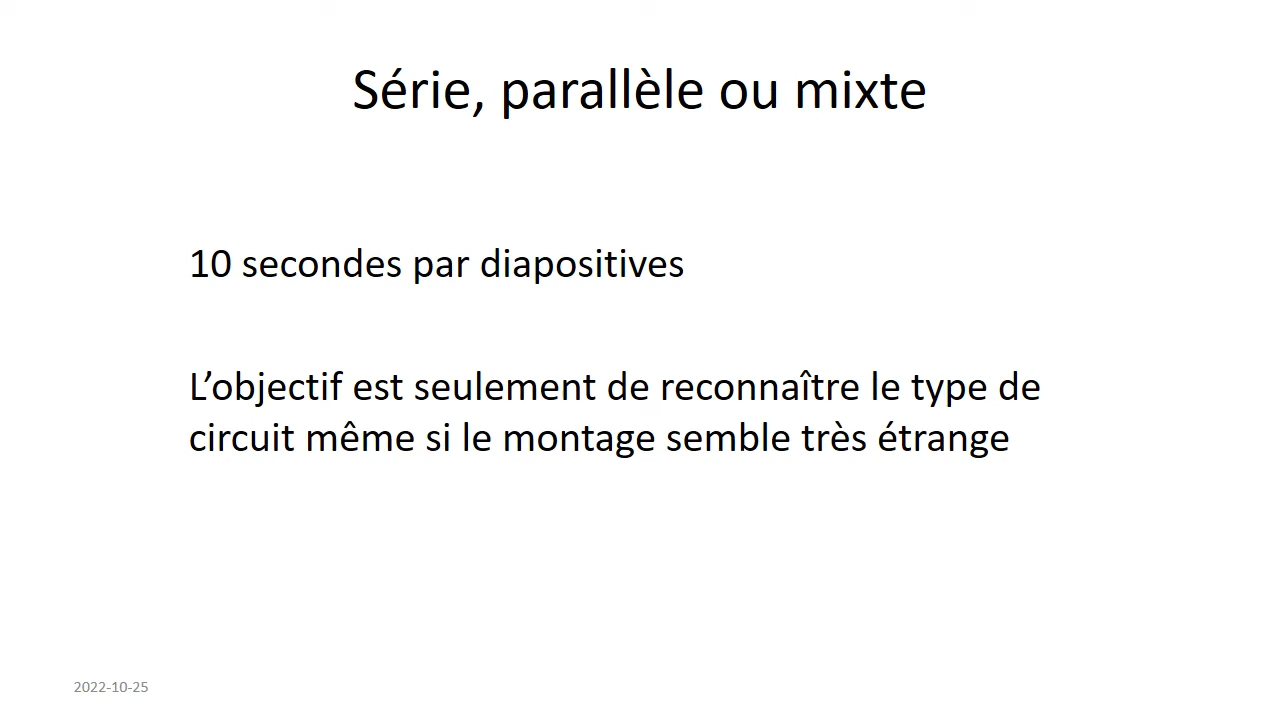 Série, parallèle ou mixte
10 secondes par diapositives
L’objectif est seulement de reconnaître le type de
circuit même si le montage semble très étrange
2022-10-25